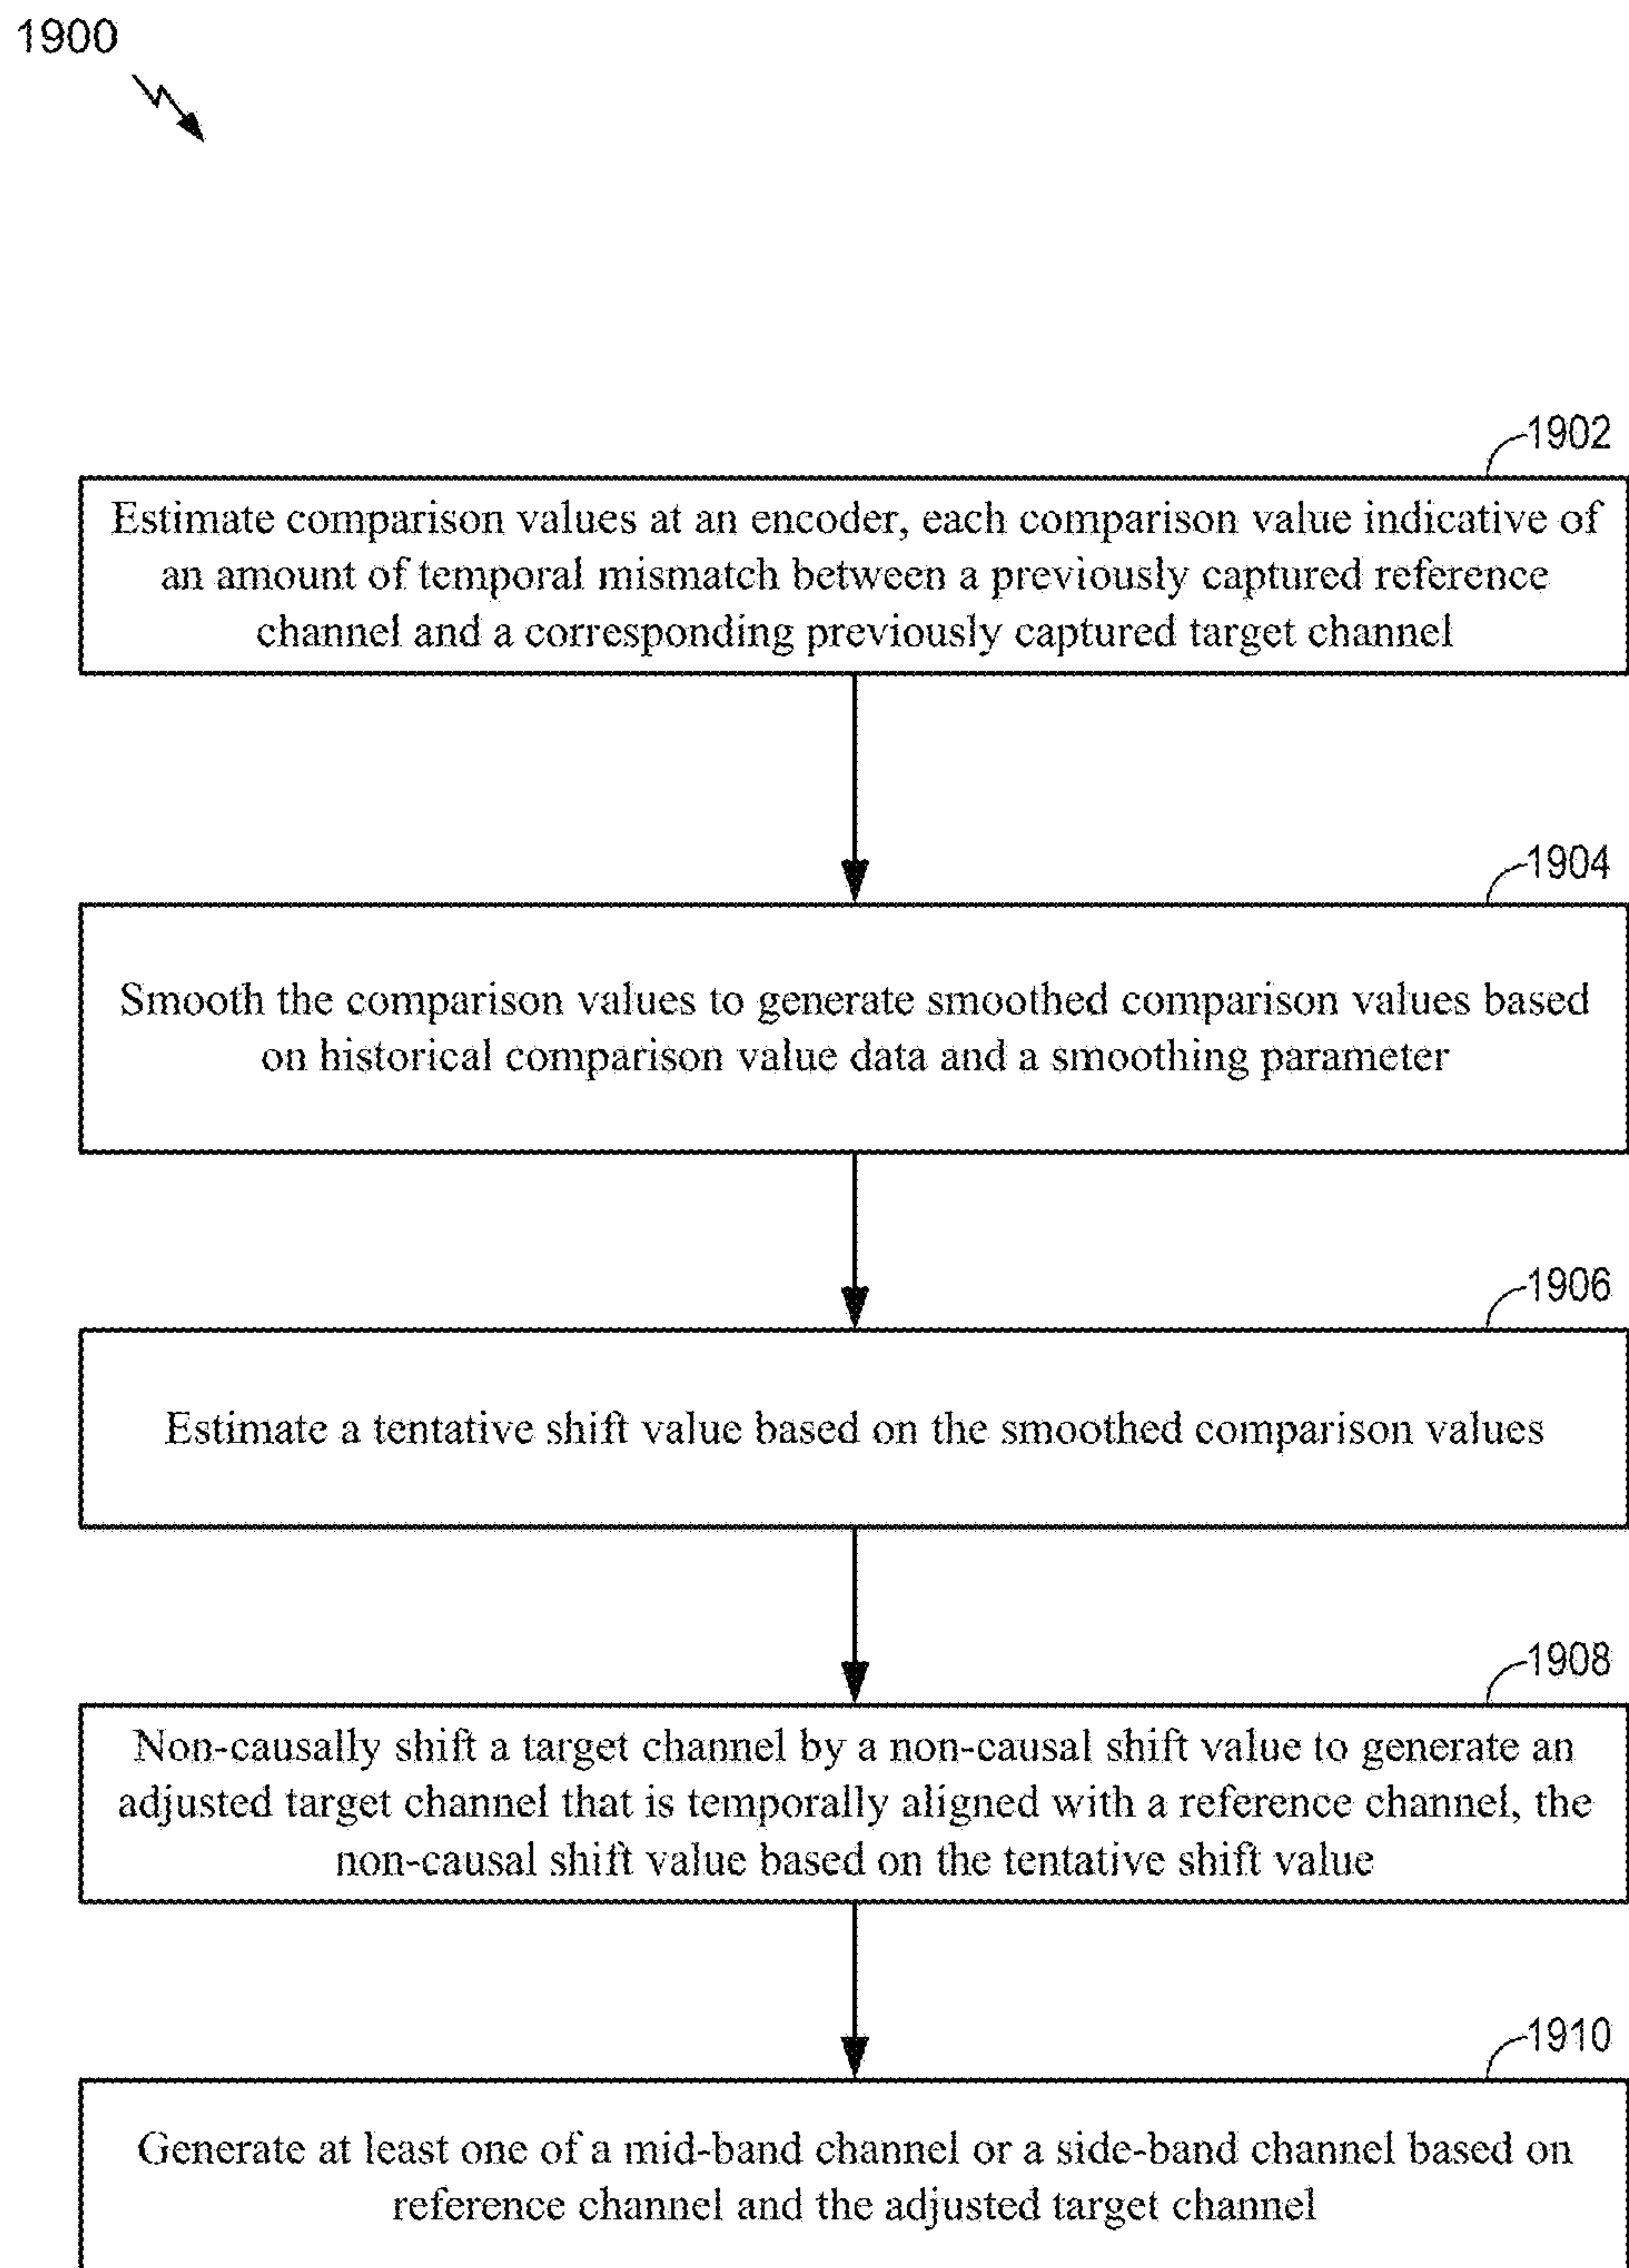 1900
1902
Estimate comparison values at an encoder, each comparison value indicative of
an amount of temporal mismatch between a previously captured reference
channel and a corresponding previously captured target channel
1904
Smooth the comparison values to generate smoothed comparison values based
on historical comparison value data and a smoothing parameter
1906
Estimate a tentative shift value based on the smoothed comparison values
1908
Non-causally shift a target channel by a non-causal shift value to generate an
adjusted target channel that is temporally aligned with a reference channel, the
non-causal shift value based on the tentative shift value
1910
Generate at least one of a mid-band channel or a side-band channel based on
reference channel and the adjusted target channel